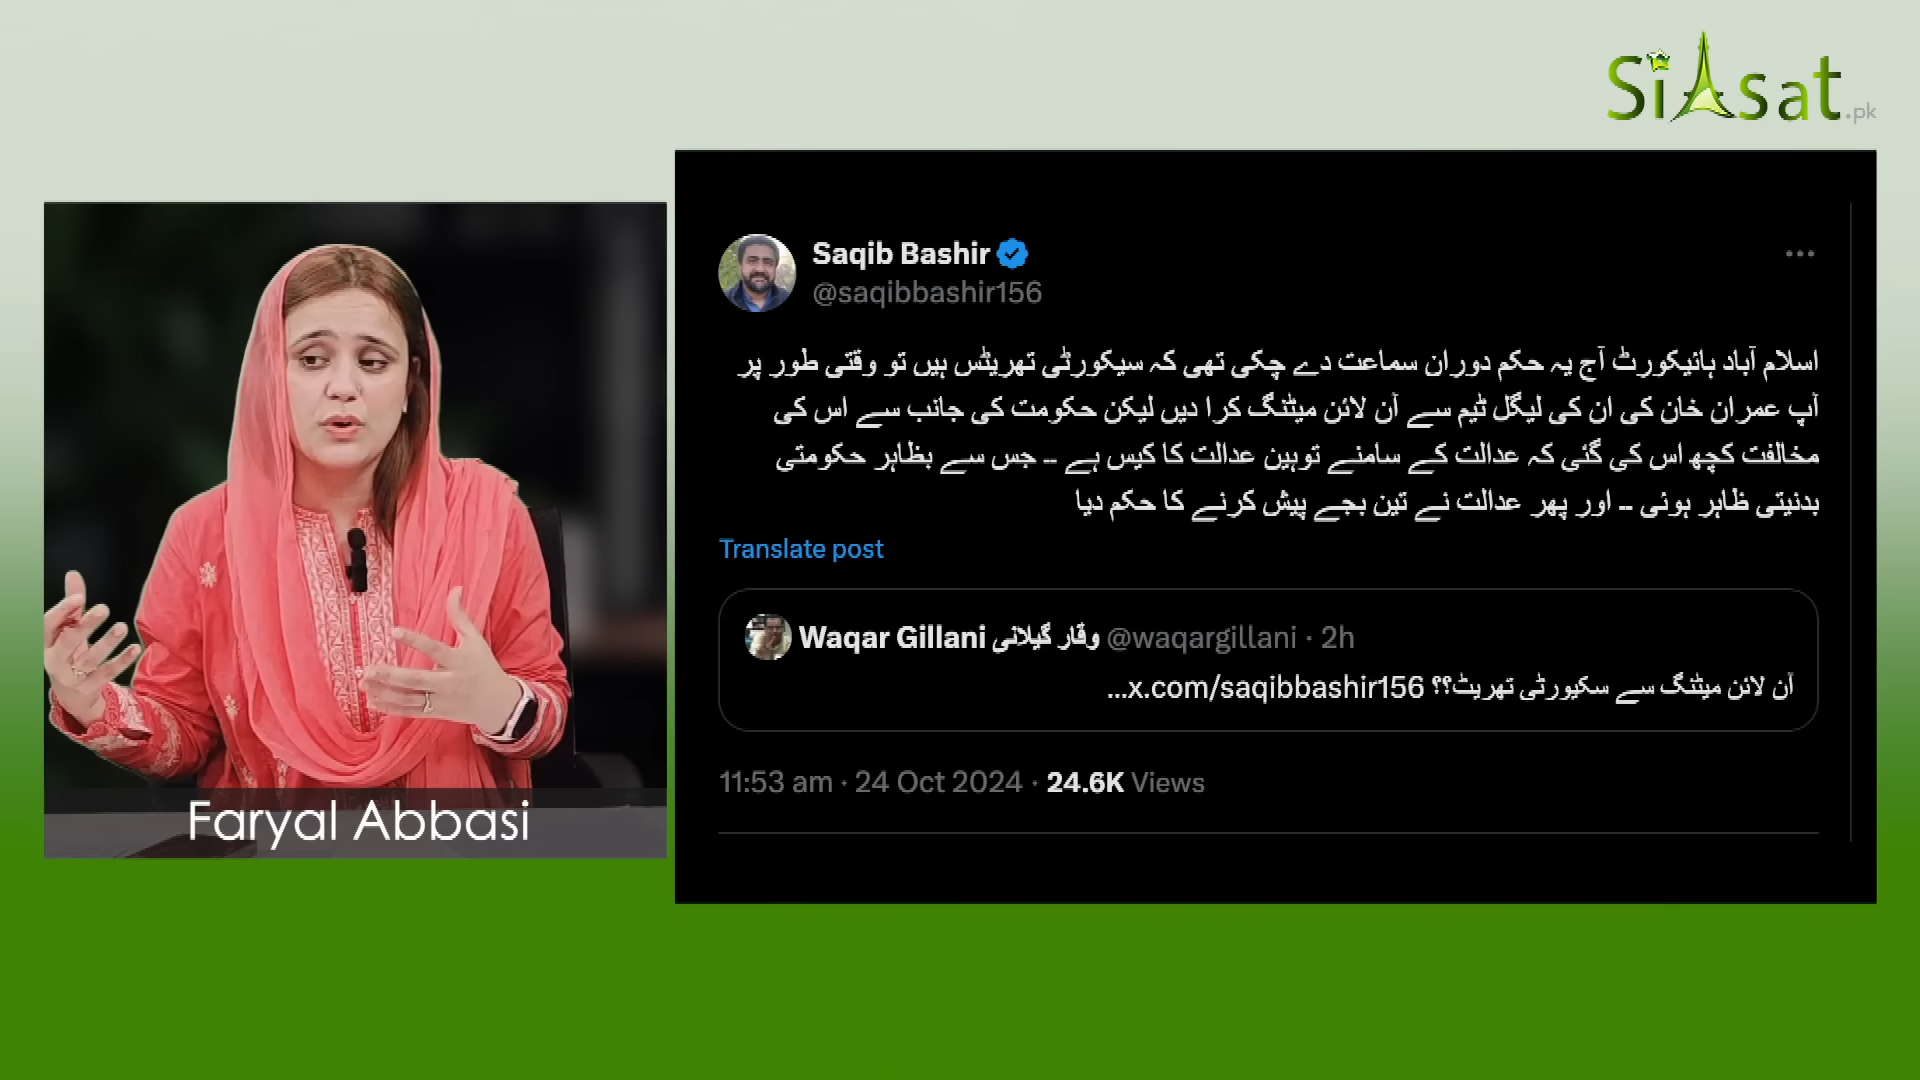 SiAsat.pk
Saqib Bashir
@saqibbashir156
اسلام آباد ہائیکورٹ آج یہ حکم دوران سماعت دے چکی تھی کہ سیکورٹی تھریٹس ہیں تو وقتی طور پر
آپ عمران خان کی ان کی لیگل ٹیم سے آن لائن میٹنگ کرا دیں لیکن حکومت کی جانب سے اس کی
مخالفت کچھ اس کی گئی کہ عدالت کے سامنے توہین عدالت کا کیس ہے ـــ جس سے بظاہر حکومتی
بدنیتی ظاہر ہوئی ـــ اور پھر عدالت نے تین بجے پیش کرنے کا حکم دیا
Translate post
Waqar Gillani وقار گیلانی @waqargillani · 2h
آن لائن میٹنگ سے سکیورٹی تھریٹ؟؟ x.com/saqibbashir156...
11:53 am · 24 Oct 2024 · 24.6K Views
Faryal Abbasi